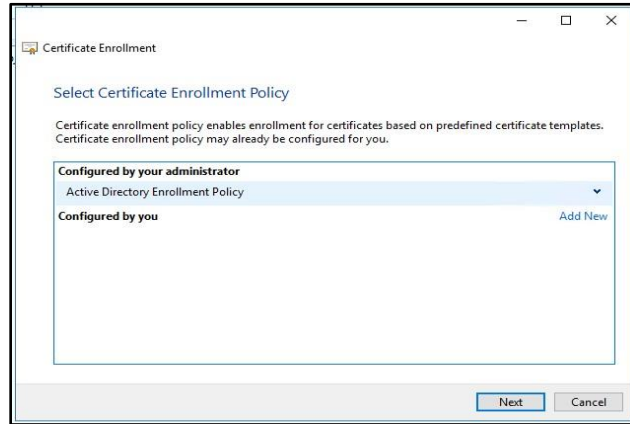 Certificate Enrollment
Select Certificate Enrollment Policy
Certificate enrollment policy enables enrollment for certificates based on predefined certificate templates.
Certificate enrollment policy may already be configured for you.
Configured by your administrator
Active Directory Enrollment Policy
Configured by you Add New
Next Cancel